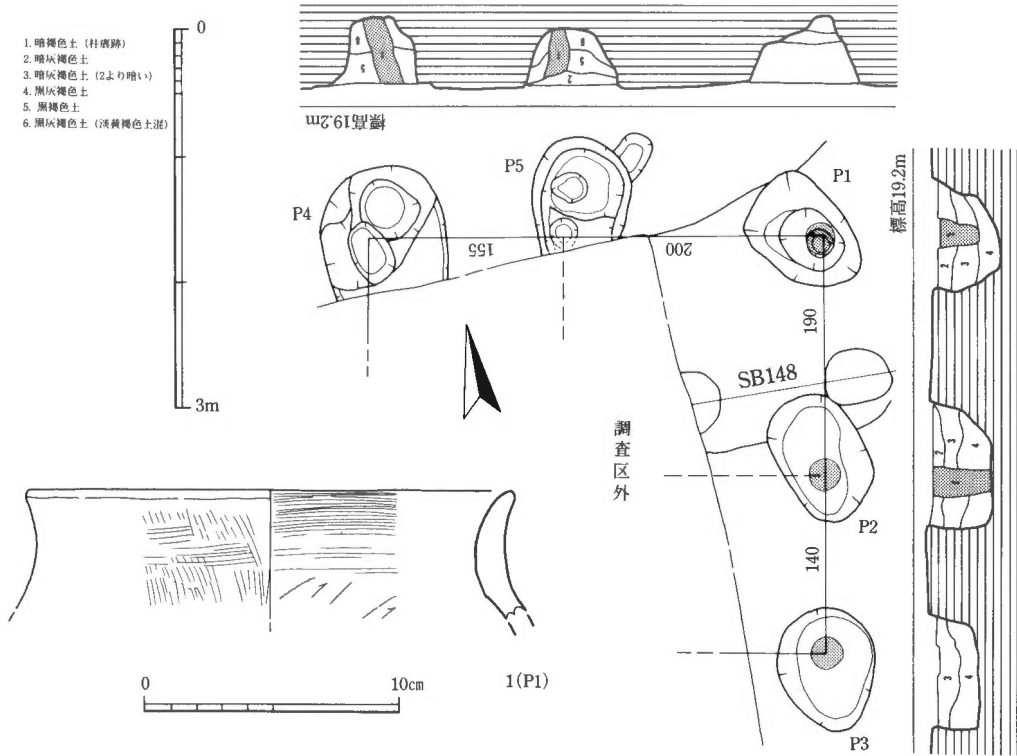 1. 暗褐色土 (柱痕跡)
2. 暗灰褐色土
3. 暗灰褐色土 (2より暗い)
4. 黒灰褐色土
5. 黒褐色土
6. 黒灰褐色土 (淡黄褐色土混)
0
3m
標高19.2m
P4
P5
P1
155
200
標高19.2m
190
SB148
調査区外
P2
140
P3
0
10cm
1(P1)